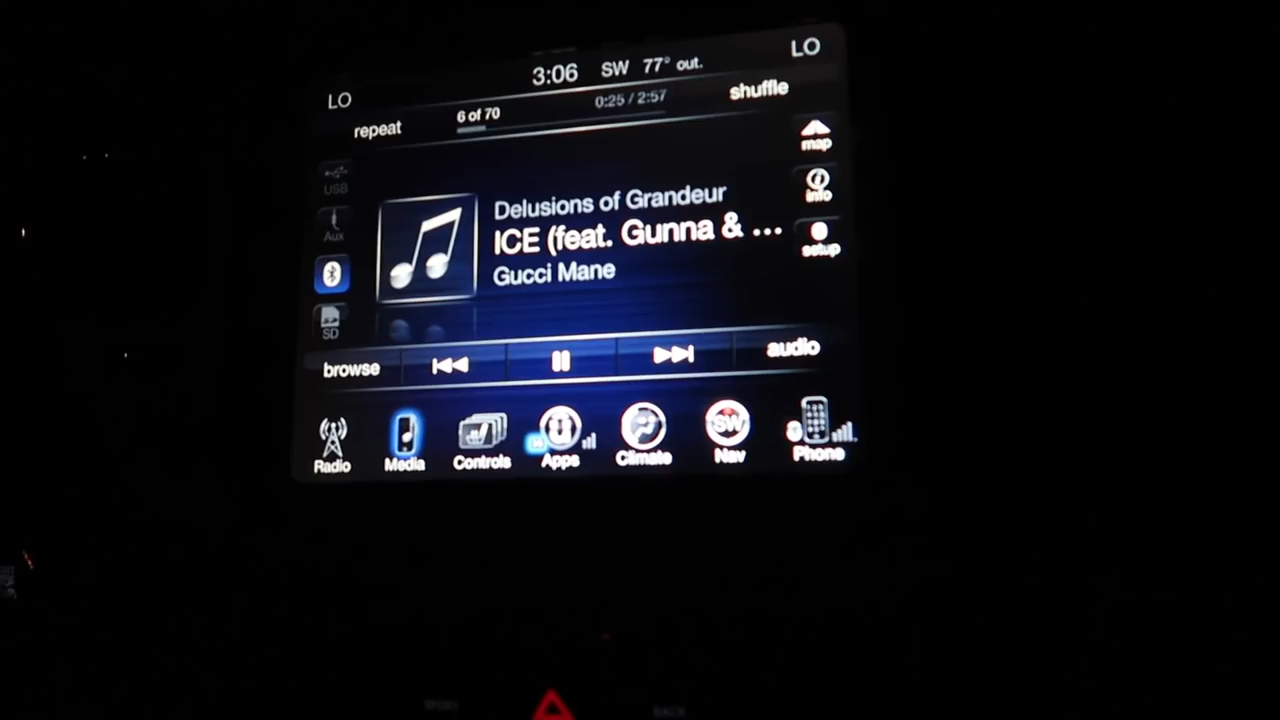 LO 3:06 SW 77° out. LO
repeat 6 of 70 0:25 / 2:57 shuffle
map
USB
info
Aux
setup
Delusions of Grandeur
ICE (feat. Gunna & ...
Gucci Mane
SD
browse audio
Radio Media Controls Apps Climate SW Nav Phone
SPORT BACK